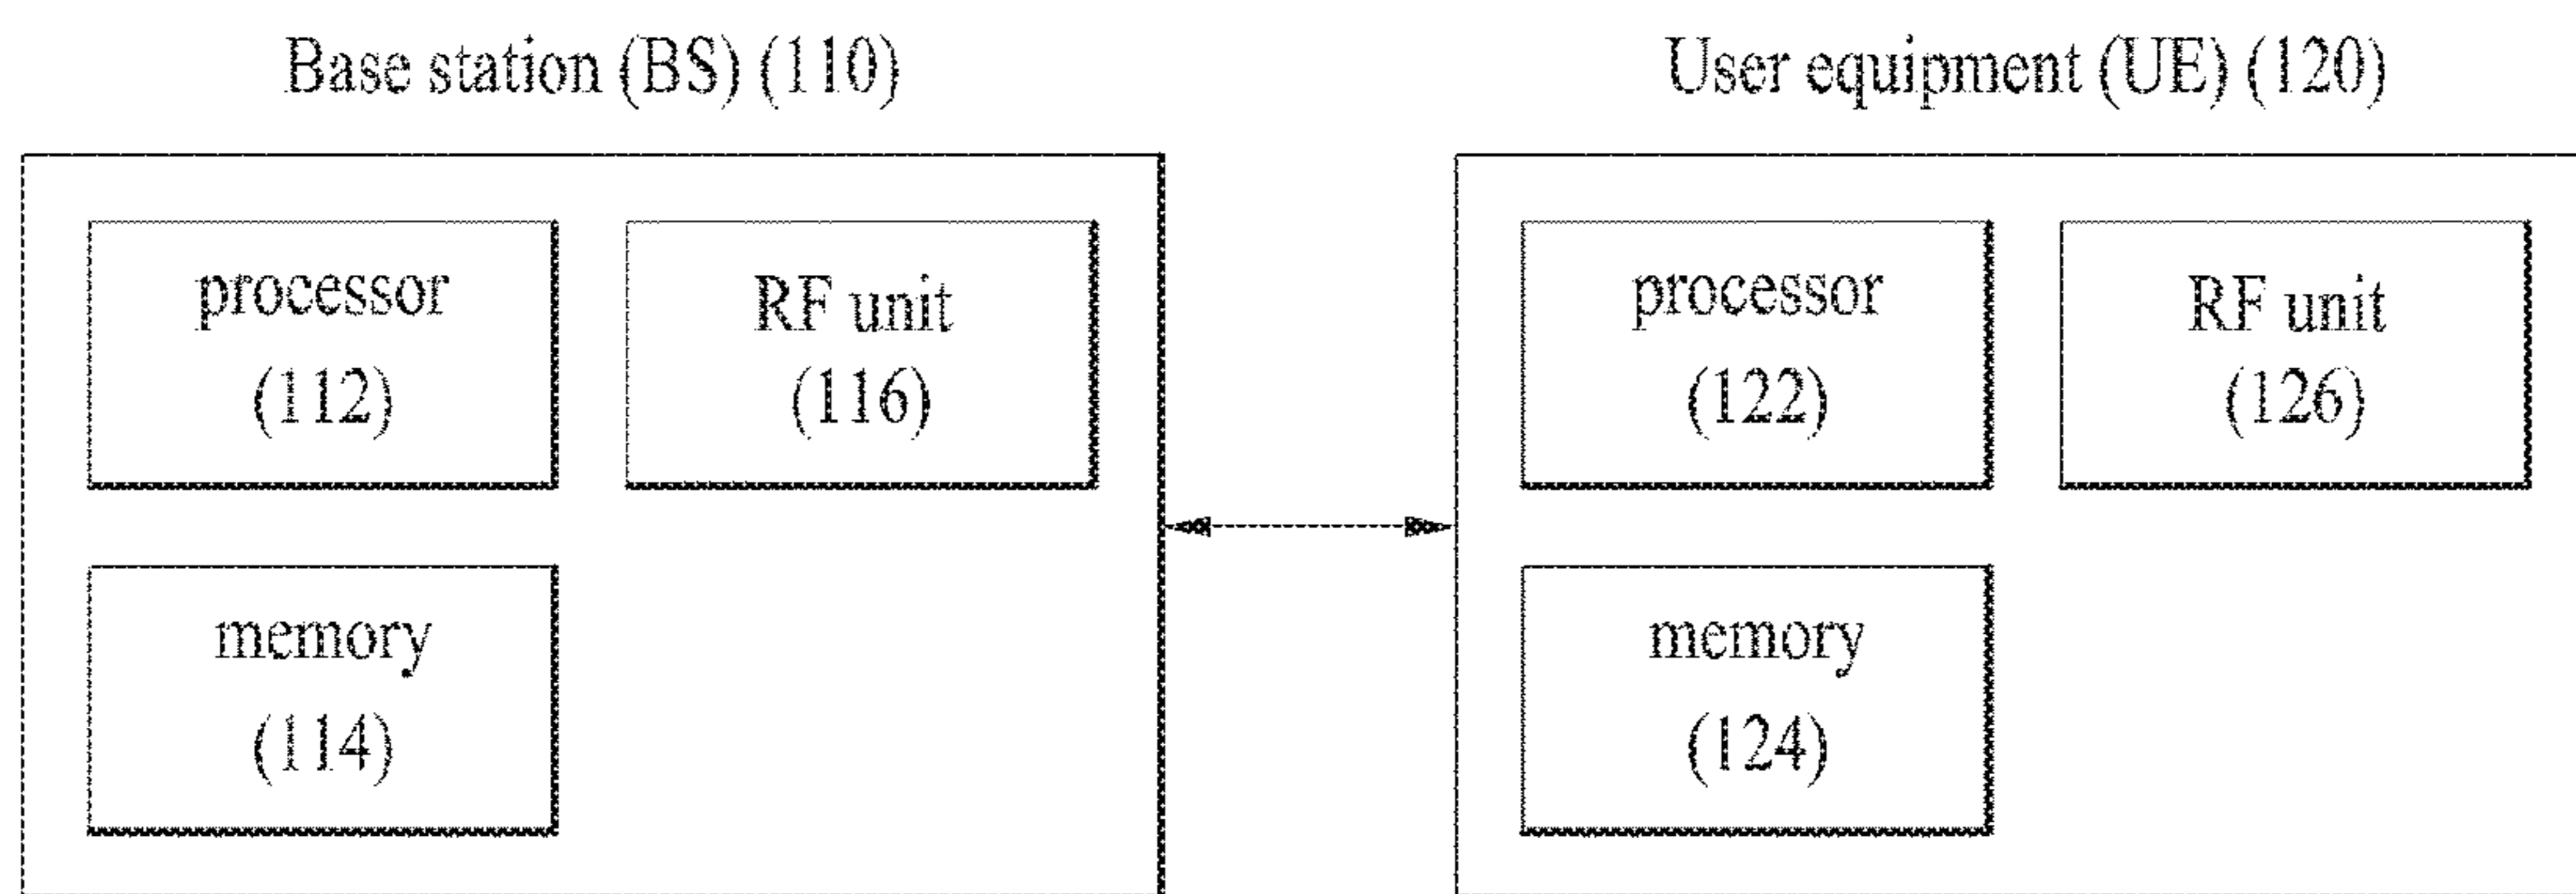 Base station (BS) (110)
processor
(112)
RF unit
(116)
memory
(114)
User equipment (UE) (120)
processor
(122)
RF unit
(126)
memory
(124)